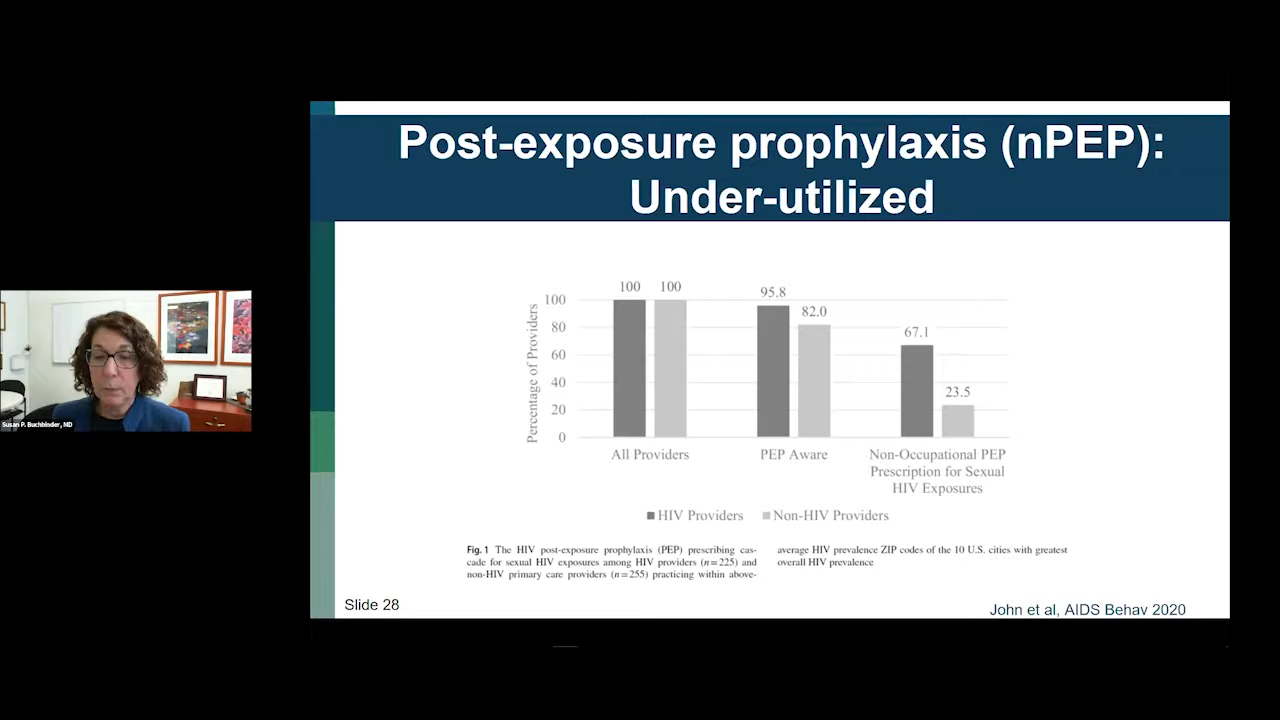 Post-exposure prophylaxis (nPEP):
Under-utilized
Susan P. Buchbinder, MD
Percentage of Providers
100
80
60
40
20
0
100 100
95.8
82.0
67.1
23.5
All Providers
PEP Aware
Non-Occupational PEP
Prescription for Sexual
HIV Exposures
HIV Providers Non-HIV Providers
Fig. 1 The HIV post-exposure prophylaxis (PEP) prescribing cas-
cade for sexual HIV exposures among HIV providers (n=225) and
non-HIV primary care providers (n=255) practicing within above-
average HIV prevalence ZIP codes of the 10 U.S. cities with greatest
overall HIV prevalence
Slide 28
John et al, AIDS Behav 2020